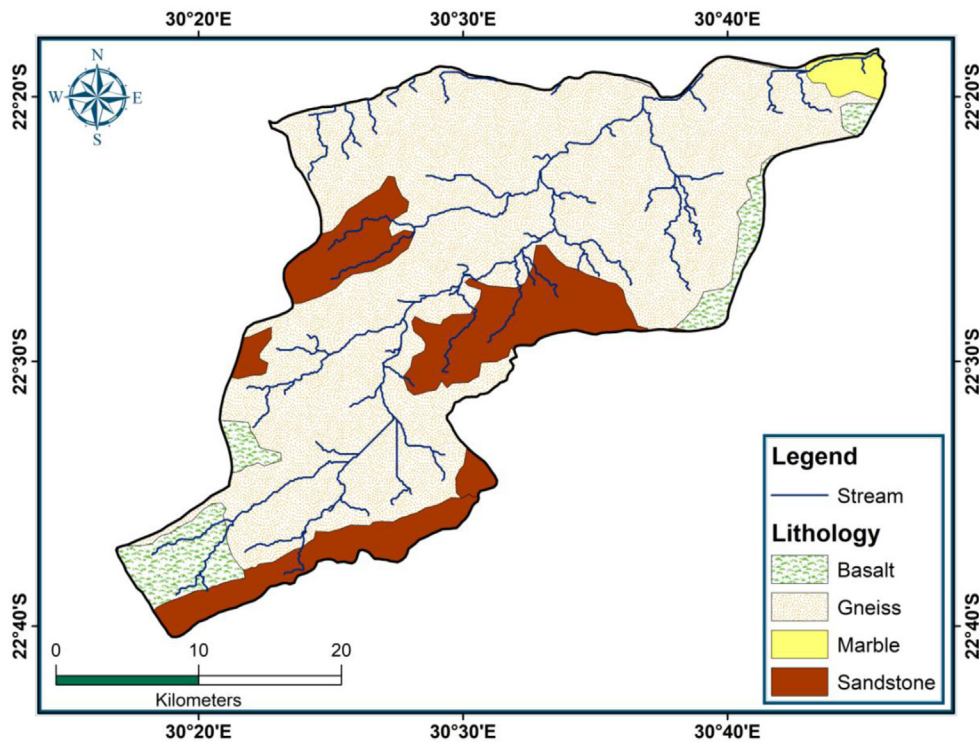 30°20'E 30°30'E 30°40'E
N
W E
S
22°20'S 22°20'S
22°30'S 22°30'S
Legend
Stream
Lithology
Basalt
Gneiss
Marble
Sandstone
22°40'S 22°40'S
0 10 20
Kilometers
30°20'E 30°30'E 30°40'E